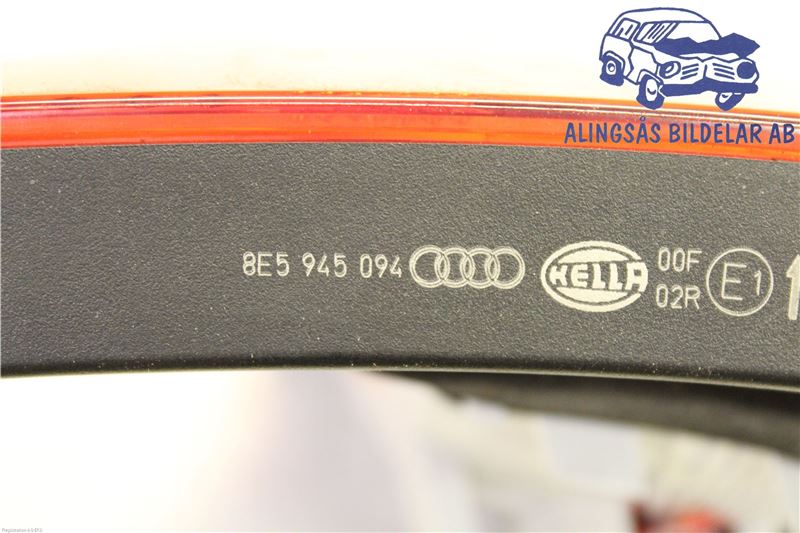 ALINGSÅS BILDELAR AB
8E5 945 094 HELLA 00F
02R E1